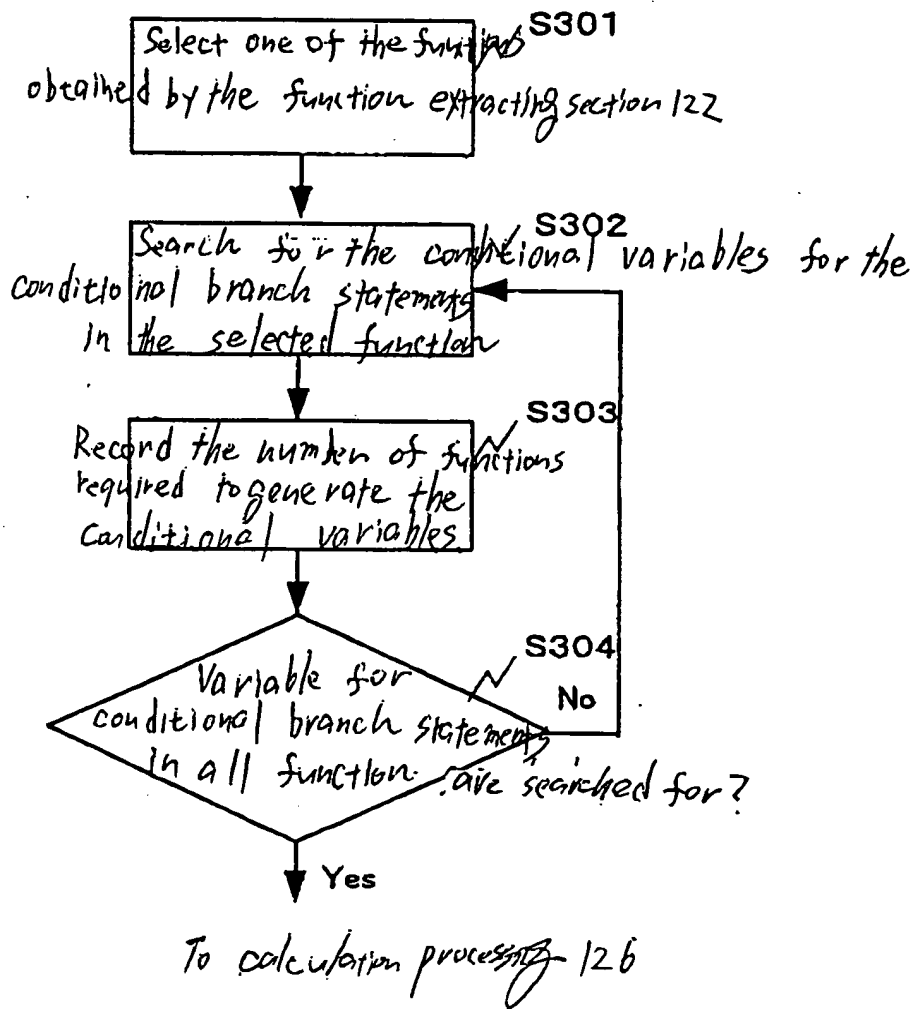 S301
Select one of the functions
obtained by the function extracting section 122
S302
Search for the conditional variables for the
conditional branch statements
in the selected function
S303
Record the number of functions
required to generate the
conditional variables
S304
Variable for
conditional branch statements
in all function are searched for?
No
Yes
To calculation processing 126